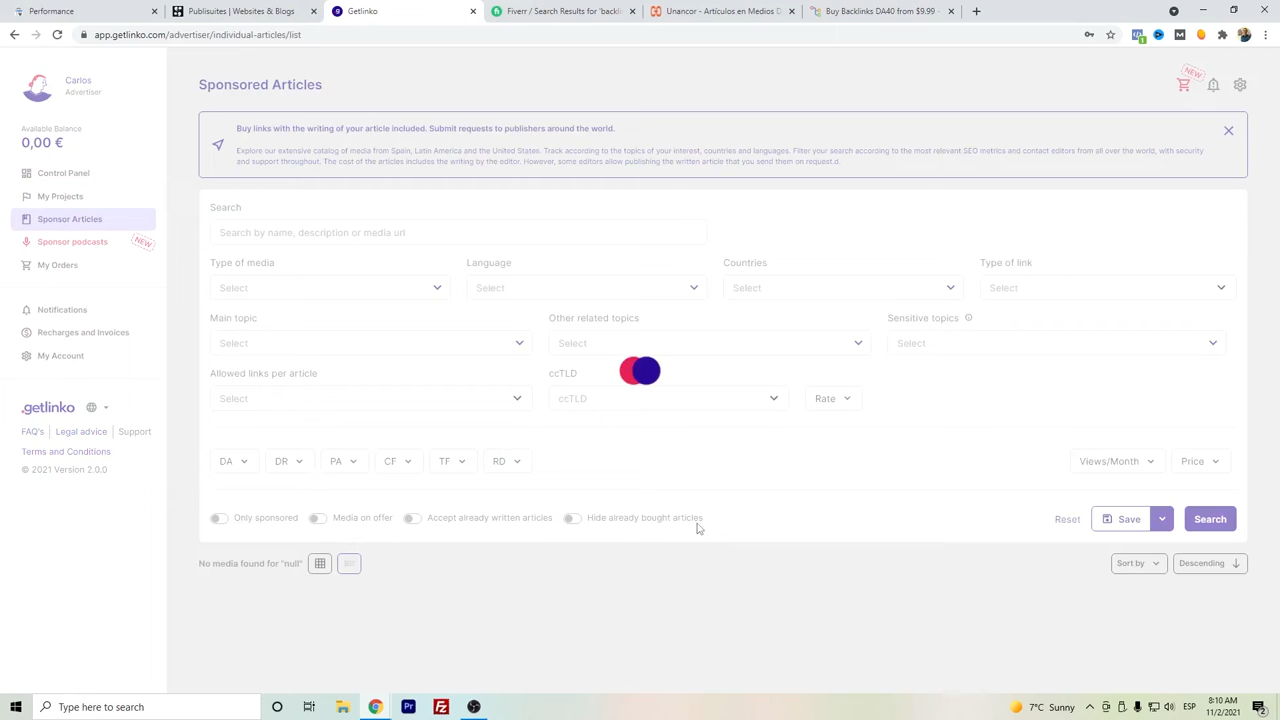 Performance
Publisuites | Websites & Blogs
Getlinko
Fiverr / Search Results for 'backl
Unancor - Artículos en Medios D
Buy Backlinks DA40 from $9.99 -
app.getlinko.com/advertiser/individual-articles/list
Carlos
Advertiser
Available Balance
0,00 €
Control Panel
My Projects
Sponsor Articles
Sponsor podcasts
NEW
My Orders
Notifications
Recharges and Invoices
My Account
.getlinko
FAQ's
Legal advice
Support
Terms and Conditions
© 2021 Version 2.0.0
Sponsored Articles
NEW
Buy links with the writing of your article included. Submit requests to publishers around the world.
Explore our extensive catalog of media from Spain, Latin America and the United States. Track according to the topics of your interest, countries and languages. Filter your search according to the most relevant SEO metrics and contact editors from all over the world, with security
and support throughout. The cost of the articles includes the writing by the editor. However, some editors allow publishing the written article that you send them on request.d.
Search
Search by name, description or media url
Type of media
Language
Countries
Type of link
Select
Select
Select
Select
Main topic
Other related topics
Sensitive topics
Select
Select
Select
Allowed links per article
ccTLD
Select
ccTLD
Rate
DA
DR
PA
CF
TF
RD
Views/Month
Price
Only sponsored
Media on offer
Accept already written articles
Hide already bought articles
Reset
Save
Search
No media found for "null"
Sort by
Descending
Type here to search
Pr
Fz
7°C Sunny
ESP
8:10 AM
11/2/2021
2